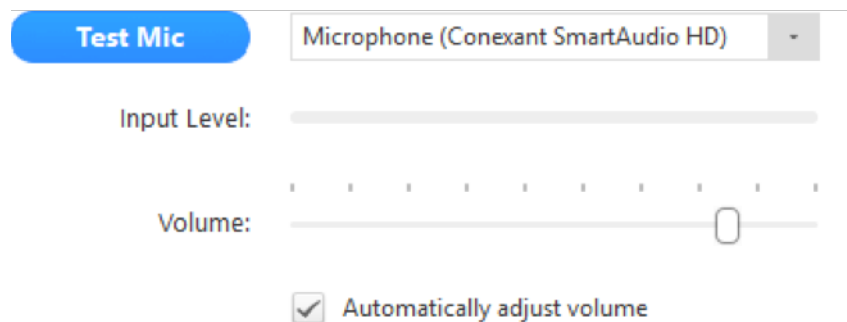 Test Mic
Microphone (Conexant SmartAudio HD)
Input Level:
Volume:
Automatically adjust volume